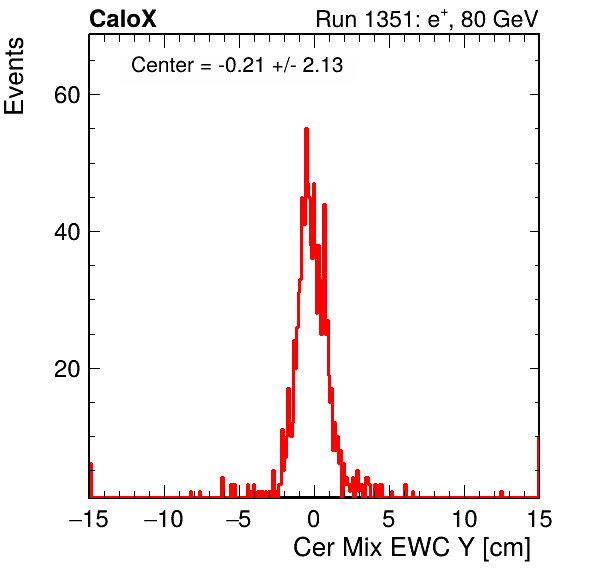 CaloX Run 1351: e⁺, 80 GeV
Center = -0.21 +/- 2.13
Events
60
40
20
−15 −10 −5 0 5 10 15
Cer Mix EWC Y [cm]